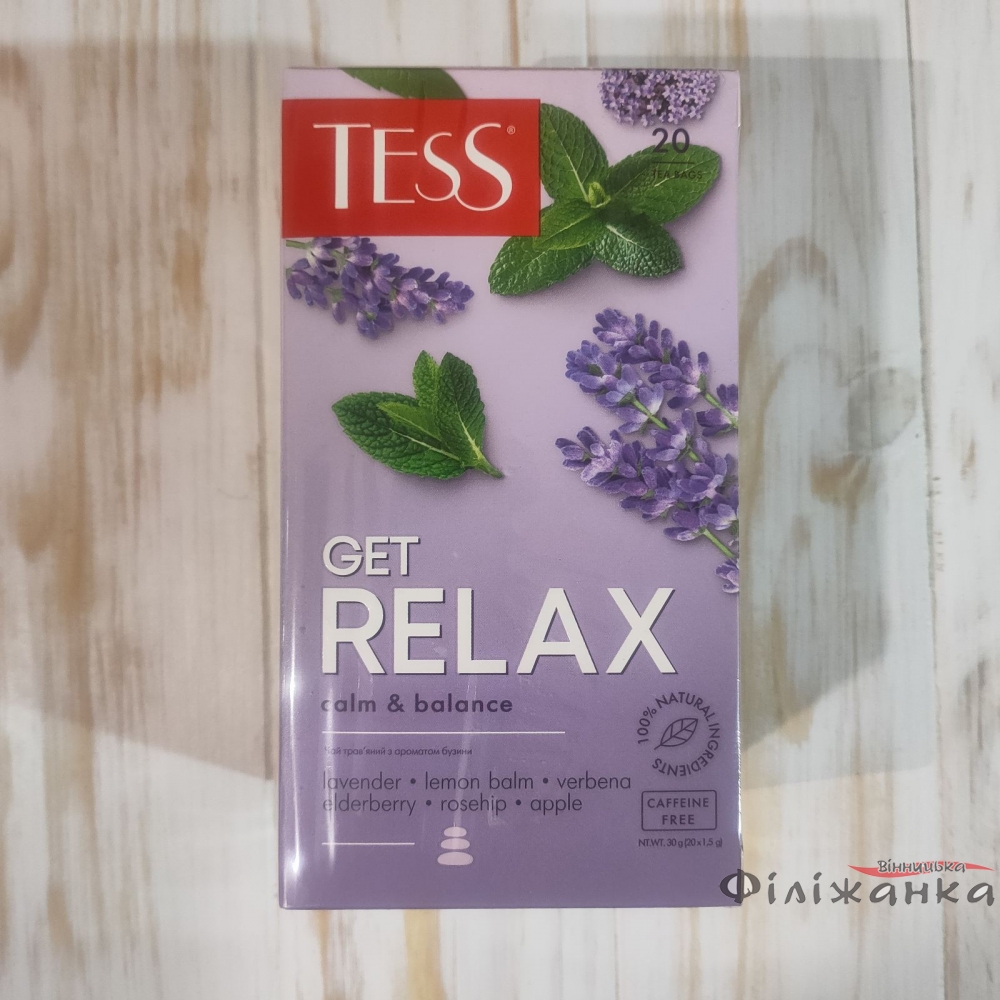 TESS®
20
TEA BAGS
GET
RELAX
calm & balance
Чай трав'яний з ароматом бузини
lavender • lemon balm • verbena
elderberry • rosehip • apple
100% NATURAL INGREDIENTS
CAFFEINE
FREE
NT.WT. 30 g (20 x 1,5 g)
Вінницька
Філіжанка